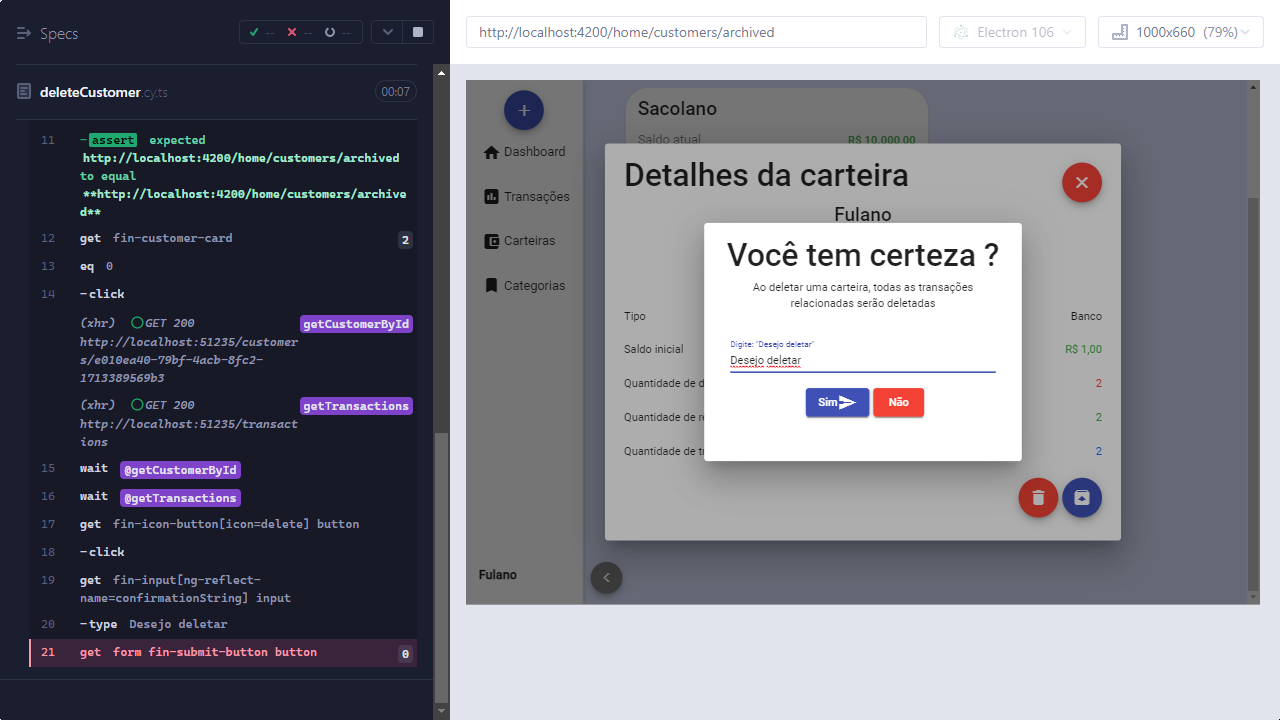 Specs
--
--
--
deleteCustomer.cy.ts
00:07
11 -assert expected
http://localhost:4200/home/customers/archived
to equal
**http://localhost:4200/home/customers/archive
d**
12 get fin-customer-card 2
13 eq 0
14 -click
(xhr) GET 200 getCustomerById
http://localhost:51235/customer
s/e010ea40-79bf-4acb-8fc2-
1713389569b3
(xhr) GET 200 getTransactions
http://localhost:51235/transact
ions
15 wait @getCustomerById
16 wait @getTransactions
17 get fin-icon-button[icon=delete] button
18 -click
19 get fin-input[ng-reflect-
name=confirmationString] input
20 -type Desejo deletar
21 get form fin-submit-button button 0
http://localhost:4200/home/customers/archived
Electron 106
1000x660 (79%)
Dashboard
Transações
Carteiras
Categorias
Fulano
Sacolano
Saldo atual R$ 10.000,00
Detalhes da carteira
Fulano
Tipo Banco
Saldo inicial R$ 1,00
Quantidade de d 2
Quantidade de re 2
Quantidade de tr 2
Você tem certeza ?
Ao deletar uma carteira, todas as transações
relacionadas serão deletadas
Digite: "Desejo deletar"
Desejo deletar
Sim Não